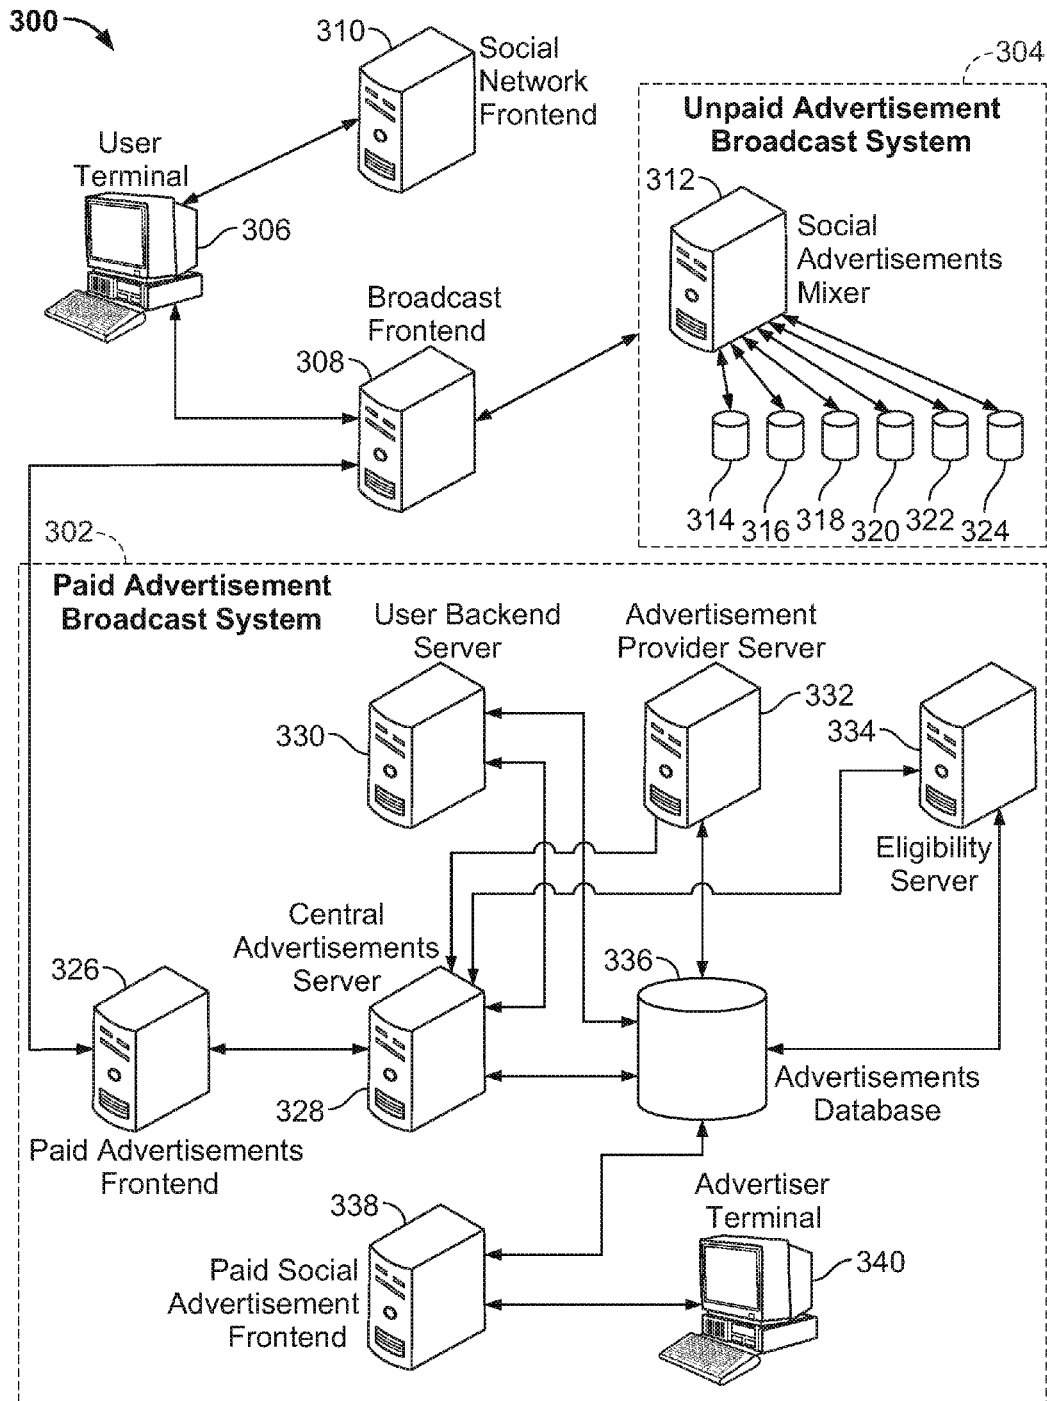 300
310
Social
Network
Frontend
304
Unpaid Advertisement
Broadcast System
User
Terminal
306
312
Social
Advertisements
Mixer
Broadcast
Frontend
308
314
316
318
320
322
324
302
Paid Advertisement
Broadcast System
User Backend
Server
330
Advertisement
Provider Server
332
334
Eligibility
Server
Central
Advertisements
Server
328
326
Paid Advertisements
Frontend
336
Advertisements
Database
338
Paid Social
Advertisement
Frontend
Advertiser
Terminal
340